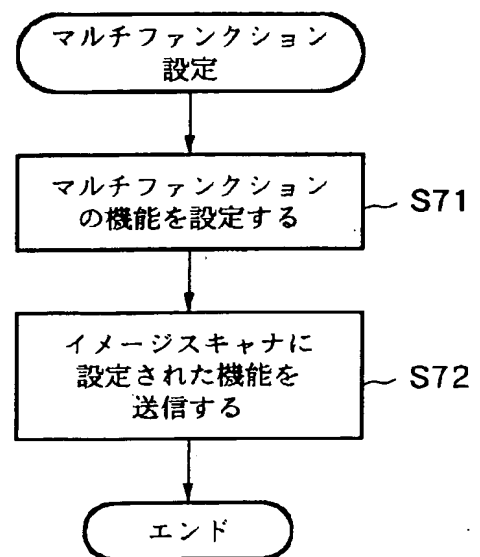 マルチファンクション
設定
マルチファンクション
の機能を設定する
S71
イメージスキャナに
設定された機能を
送信する
S72
エンド